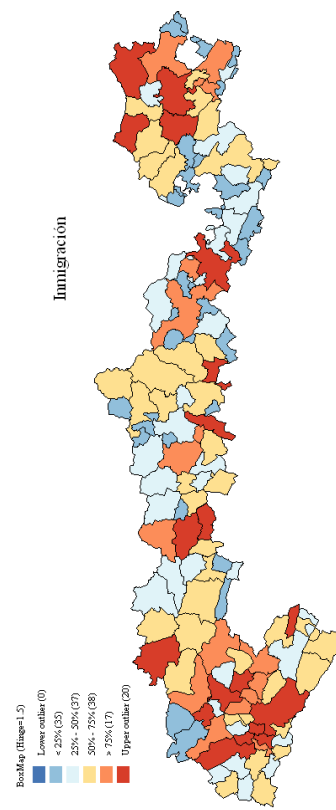 Inmigración
BoxMap (Hinge=1.5)
Lower outlier (0)
< 25% (35)
25% - 50% (37)
50% - 75% (38)
> 75% (17)
Upper outlier (20)